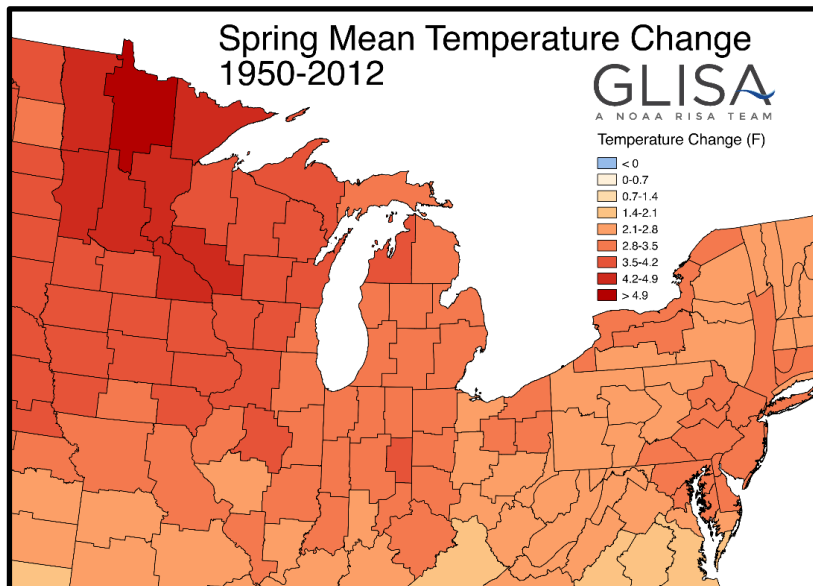 Spring Mean Temperature Change
1950-2012
GLISA
A NOAA RISA TEAM
Temperature Change (F)
< 0
0-0.7
0.7-1.4
1.4-2.1
2.1-2.8
2.8-3.5
3.5-4.2
4.2-4.9
> 4.9